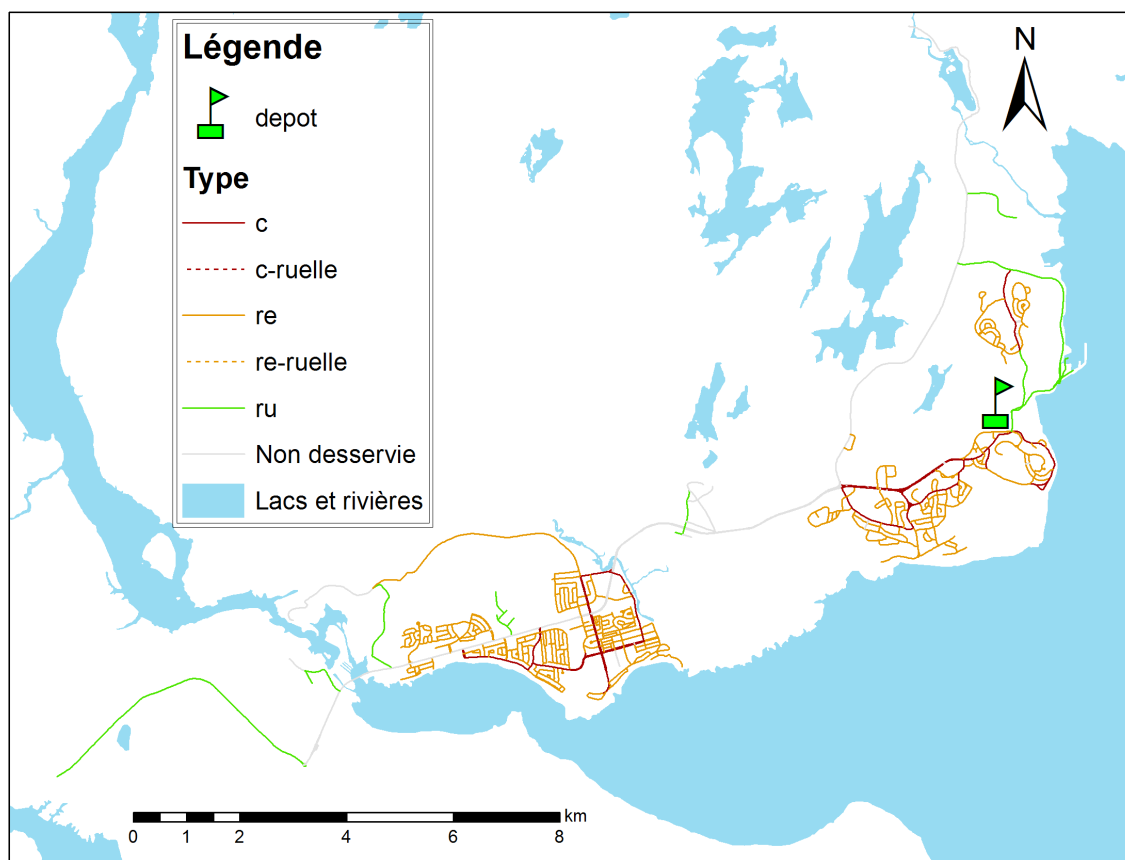 Légende
depot
Type
c
c-ruelle
re
re-ruelle
ru
Non desservie
Lacs et rivières
N
km
0 1 2 4 6 8